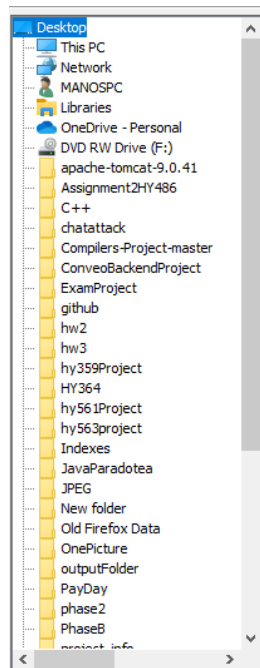 Desktop
This PC
Network
MANOSPC
Libraries
OneDrive - Personal
DVD RW Drive (F:)
apache-tomcat-9.0.41
Assignment2HY486
C++
chatattack
Compilers-Project-master
ConveoBackendProject
ExamProject
github
hw2
hw3
hy359Project
HY364
hy561Project
hy563project
Indexes
JavaParadotea
JPEG
New folder
Old Firefox Data
OnePicture
outputFolder
PayDay
phase2
PhaseB
project_info